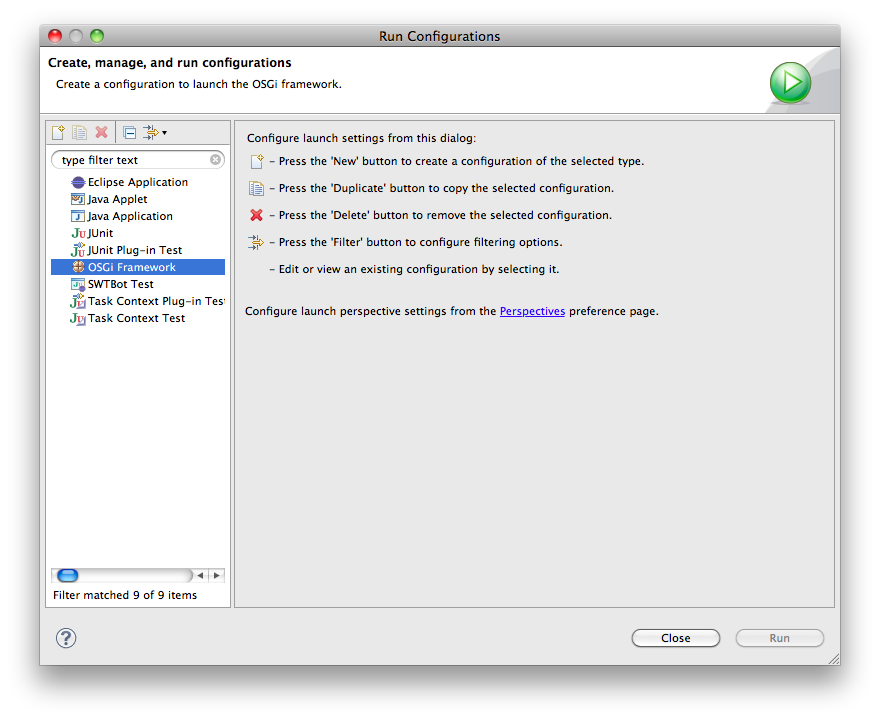 Run Configurations
Create, manage, and run configurations
Create a configuration to launch the OSGi framework.
type filter text
Eclipse Application
Java Applet
Java Application
JUnit
JUnit Plug-in Test
OSGi Framework
SWTBot Test
Task Context Plug-in Test
Task Context Test
Filter matched 9 of 9 items
Configure launch settings from this dialog:
– Press the 'New' button to create a configuration of the selected type.
– Press the 'Duplicate' button to copy the selected configuration.
– Press the 'Delete' button to remove the selected configuration.
– Press the 'Filter' button to configure filtering options.
– Edit or view an existing configuration by selecting it.
Configure launch perspective settings from the Perspectives preference page.
?
Close
Run